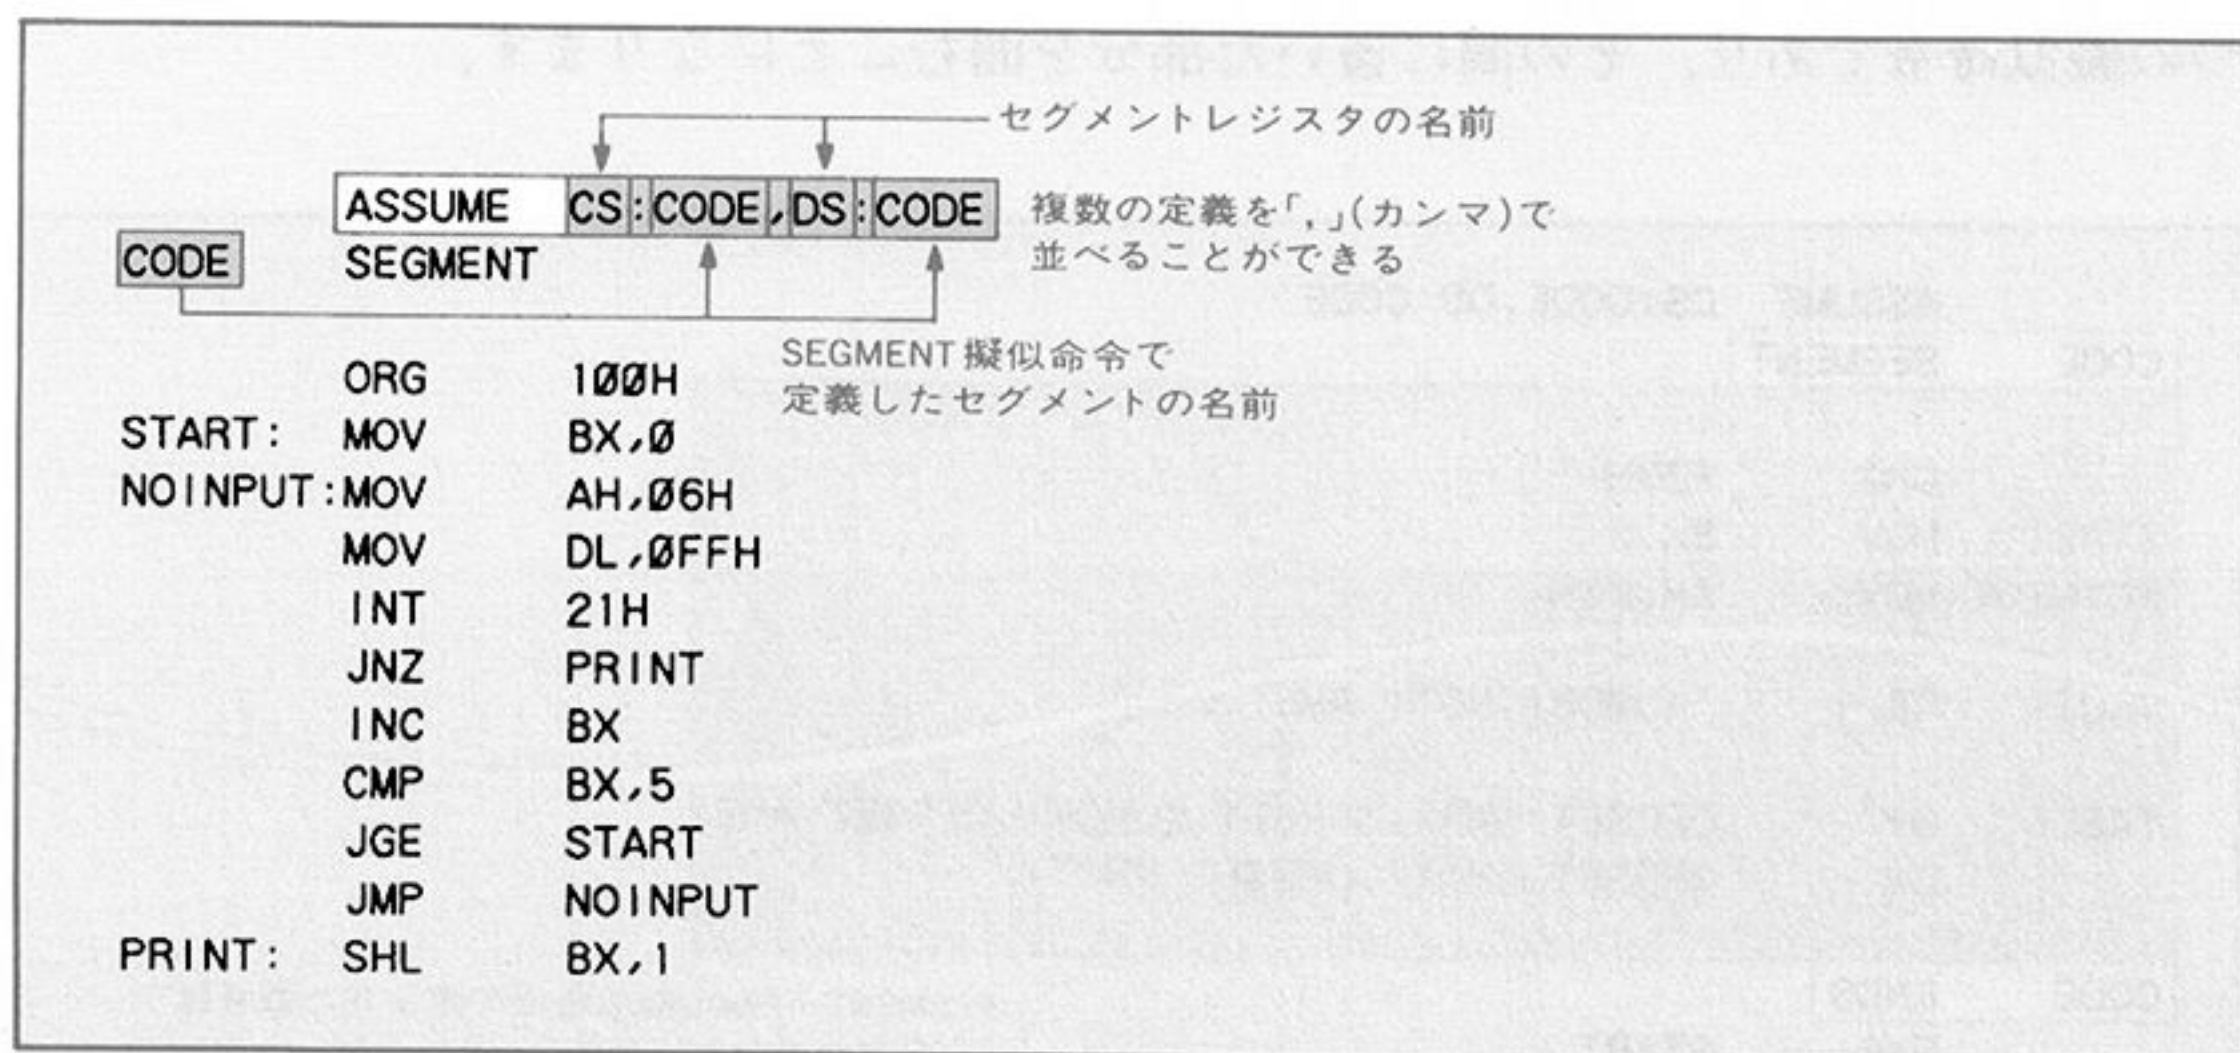 セグメントレジスタの名前
ASSUME CS:CODE,DS:CODE
複数の定義を「,」(カンマ)で
並べることができる
CODE SEGMENT
SEGMENT擬似命令で
定義したセグメントの名前
ORG 100H
START: MOV BX,0
NOINPUT:MOV AH,06H
MOV DL,0FFH
INT 21H
JNZ PRINT
INC BX
CMP BX,5
JGE START
JMP NOINPUT
PRINT: SHL BX,1